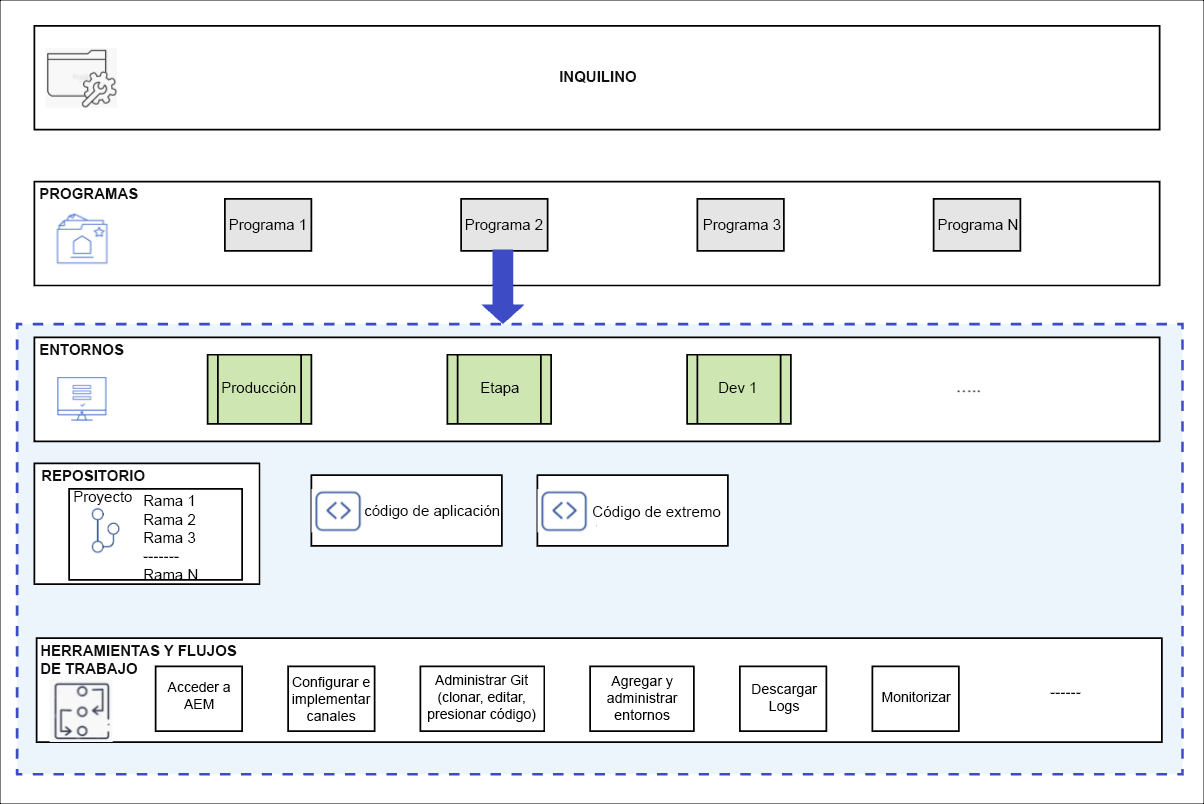 INQUILINO
PROGRAMAS
Programa 1
Programa 2
Programa 3
Programa N
ENTORNOS
Producción
Etapa
Dev 1
.....
REPOSITORIO
Proyecto
Rama 1
Rama 2
Rama 3
-------
Rama N
código de aplicación
Código de extremo
HERRAMIENTAS Y FLUJOS
DE TRABAJO
Acceder a
AEM
Configurar e
implementar
canales
Administrar Git
(clonar, editar,
presionar código)
Agregar y
administrar
entornos
Descargar
Logs
Monitorizar
------